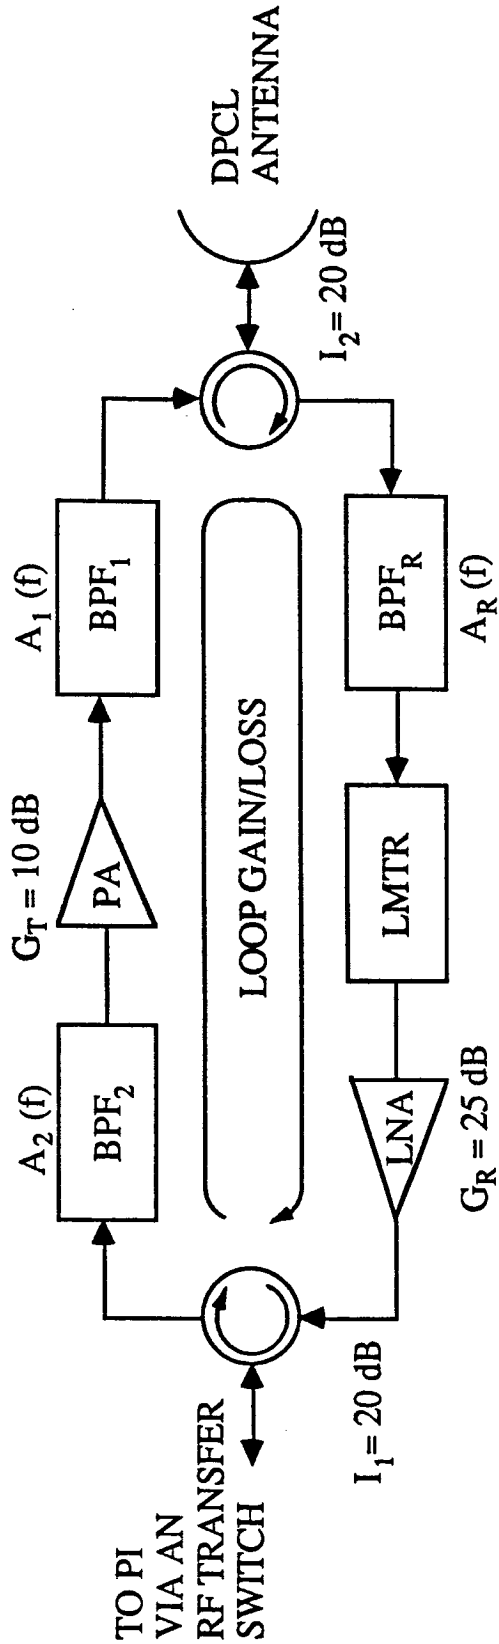 TO PI
VIA AN
RF TRANSFER
SWITCH
I1 = 20 dB
A2 (f)
BPF2
GT = 10 dB
PA
A1 (f)
BPF1
LOOP GAIN/LOSS
GR = 25 dB
LNA
LMTR
BPFR
AR (f)
I2 = 20 dB
DPCL
ANTENNA